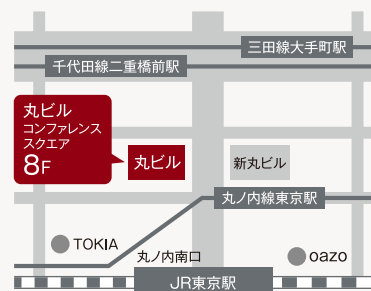 三田線大手町駅
千代田線二重橋前駅
丸ビル
コンファレンス
スクエア
8F
丸ビル
新丸ビル
丸ノ内線東京駅
TOKIA
丸ノ内南口
oazo
JR東京駅